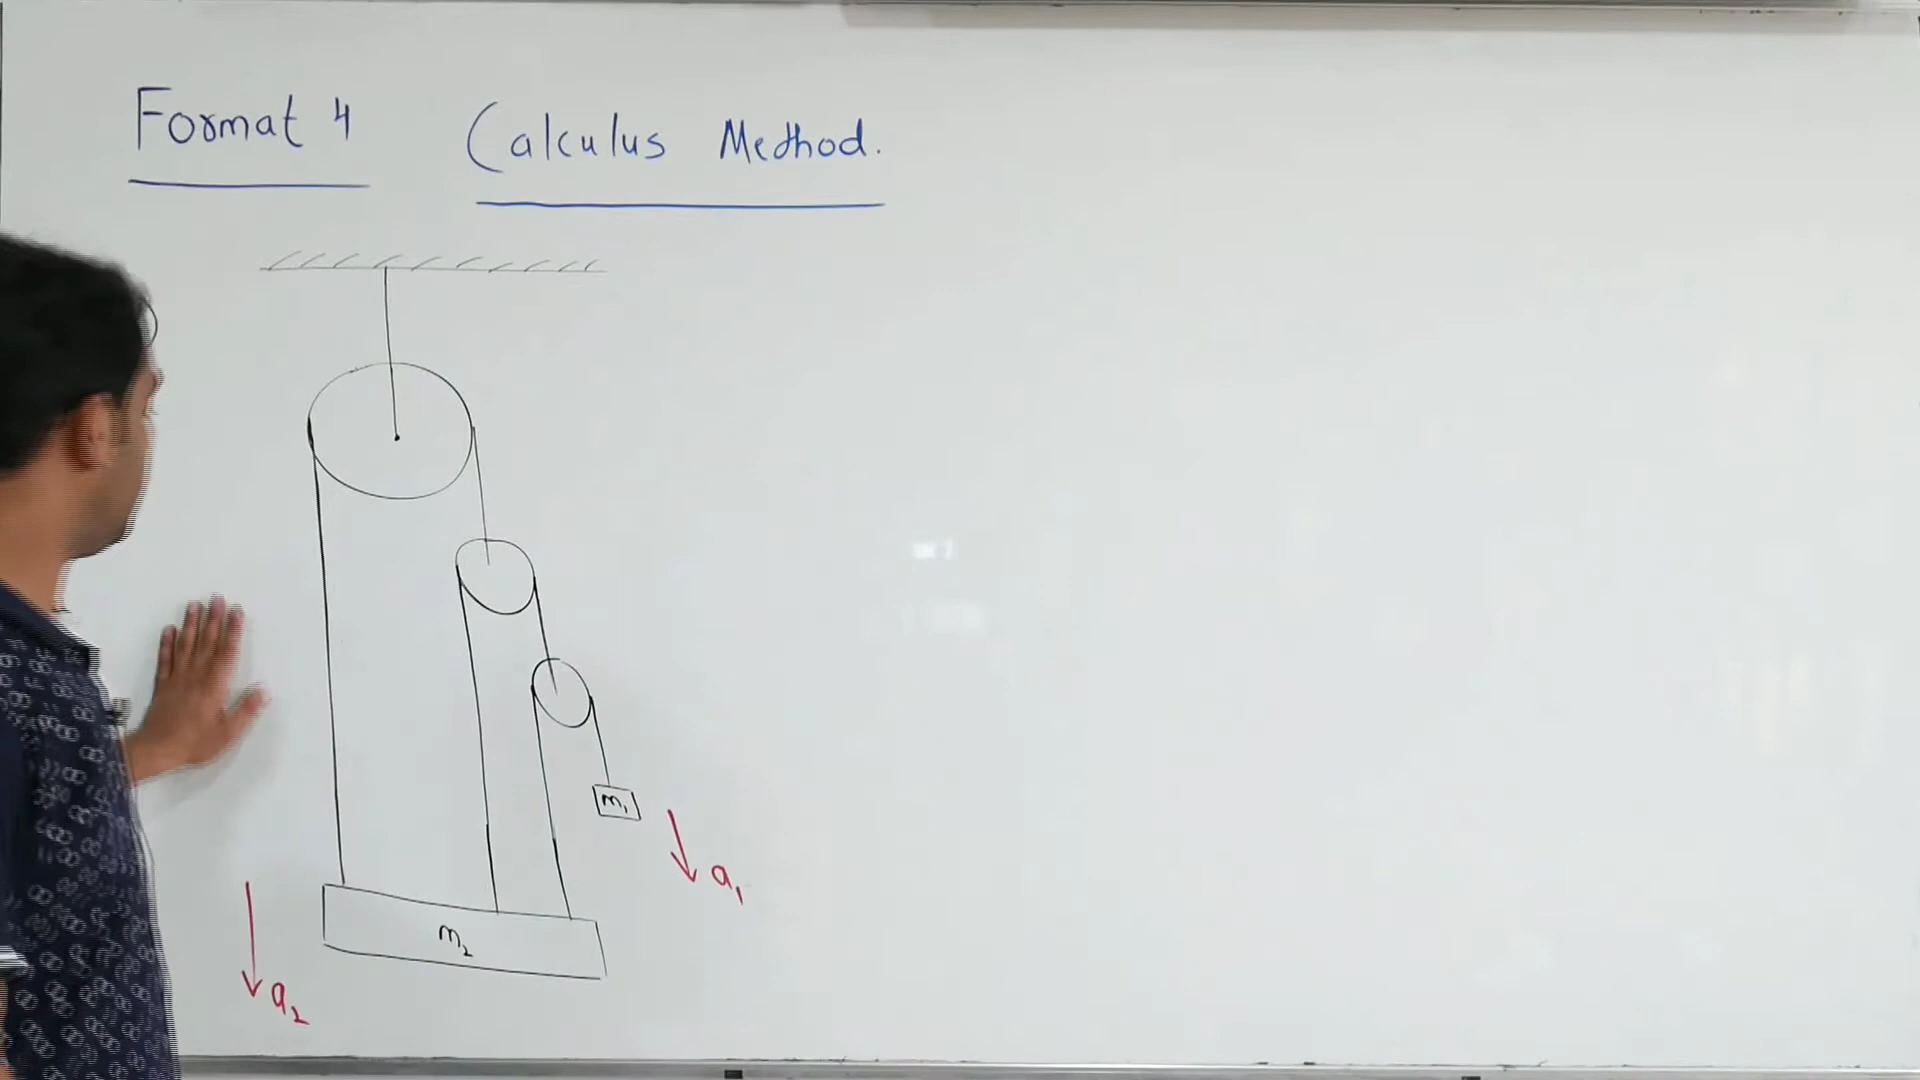 Format 4 Calculus Method.
m₁
a₁
m₂
a₂